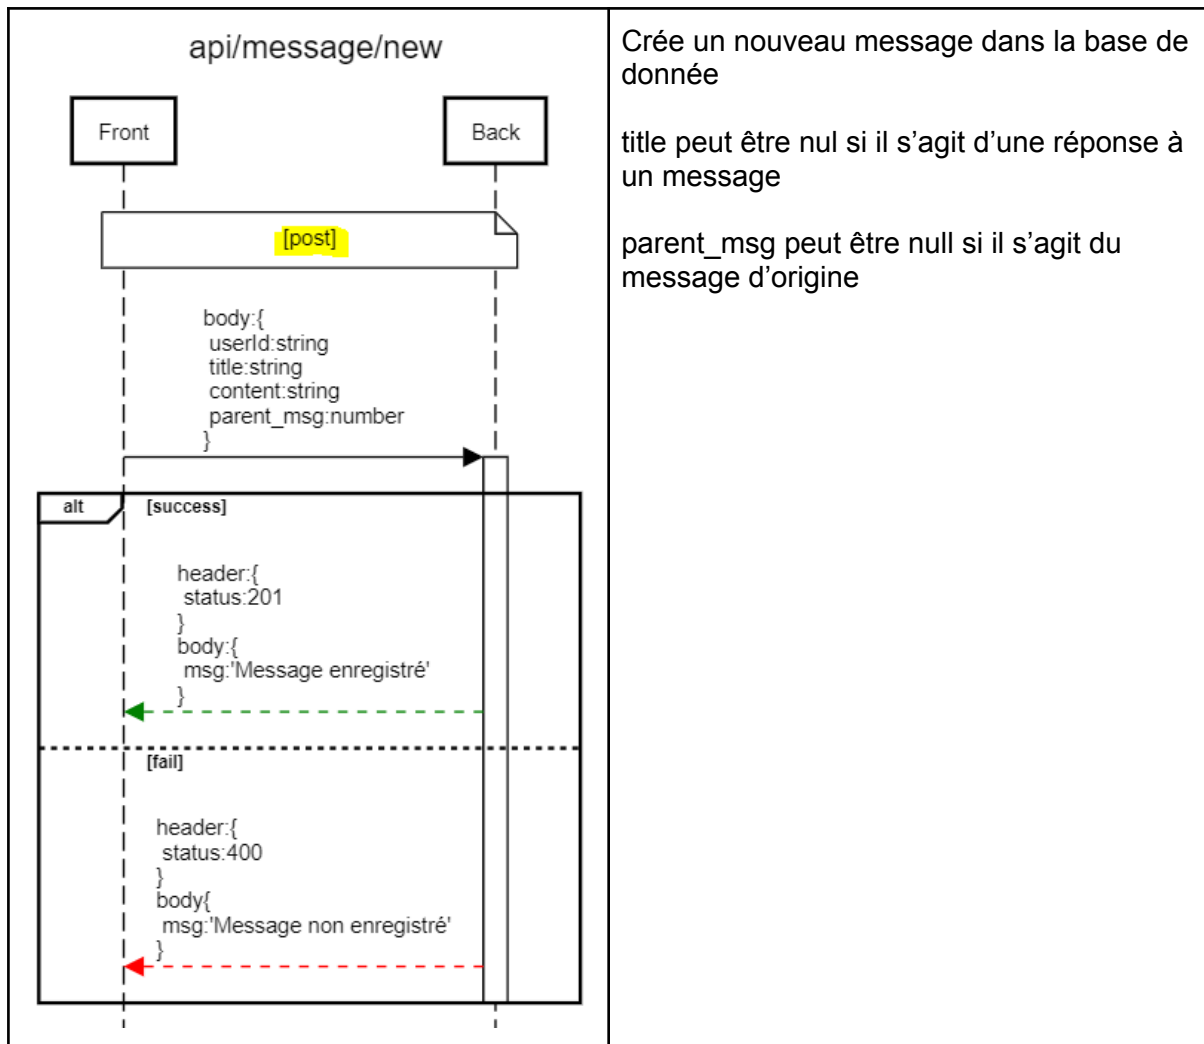 api/message/new
Front
Back
[post]
body:{
userId:string
title:string
content:string
parent_msg:number
}
alt
[success]
header:{
status:201
}
body:{
msg:'Message enregistré'
}
[fail]
header:{
status:400
}
body{
msg:'Message non enregistré'
}
Crée un nouveau message dans la base de
donnée
title peut être nul si il s’agit d’une réponse à
un message
parent_msg peut être null si il s’agit du
message d’origine